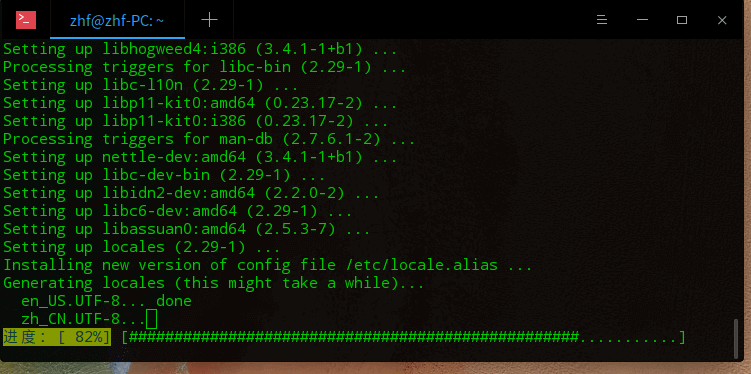 zhf@zhf-PC: ~
Setting up libhogweed4:i386 (3.4.1-1+b1) ...
Processing triggers for libc-bin (2.29-1) ...
Setting up libc-l10n (2.29-1) ...
Setting up libp11-kit0:amd64 (0.23.17-2) ...
Setting up libp11-kit0:i386 (0.23.17-2) ...
Processing triggers for man-db (2.7.6.1-2) ...
Setting up nettle-dev:amd64 (3.4.1-1+b1) ...
Setting up libc-dev-bin (2.29-1) ...
Setting up libidn2-dev:amd64 (2.2.0-2) ...
Setting up libc6-dev:amd64 (2.29-1) ...
Setting up libassuan0:amd64 (2.5.3-7) ...
Setting up locales (2.29-1) ...
Installing new version of config file /etc/locale.alias ...
Generating locales (this might take a while)...
  en_US.UTF-8... done
  zh_CN.UTF-8...
进度: [ 82%] [##################################################...........]